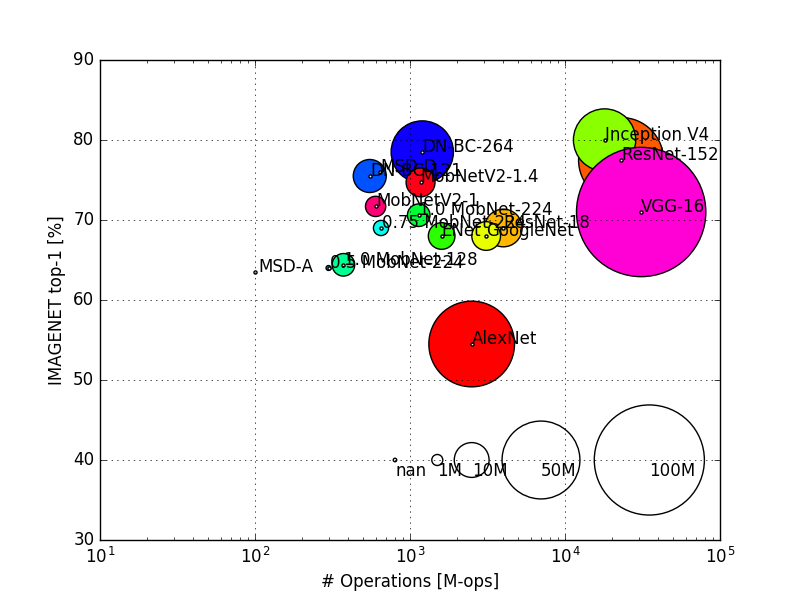 90
80
70
60
50
40
30
IMAGENET top-1 [%]
Inception V4
DN-BC-264
ResNet-152
MSD-D
DN-BC-121
MobNetV2-1.4
MobNetV2-1
VGG-16
1.0 MobNet-224
0.75 MobNet-224
ResNet-18
ENet
GoogleNet
1.0 MobNet-128
0.5 MobNet-224
MSD-A
AlexNet
nan 1M 10M 50M 100M
10^1 10^2 10^3 10^4 10^5
# Operations [M-ops]